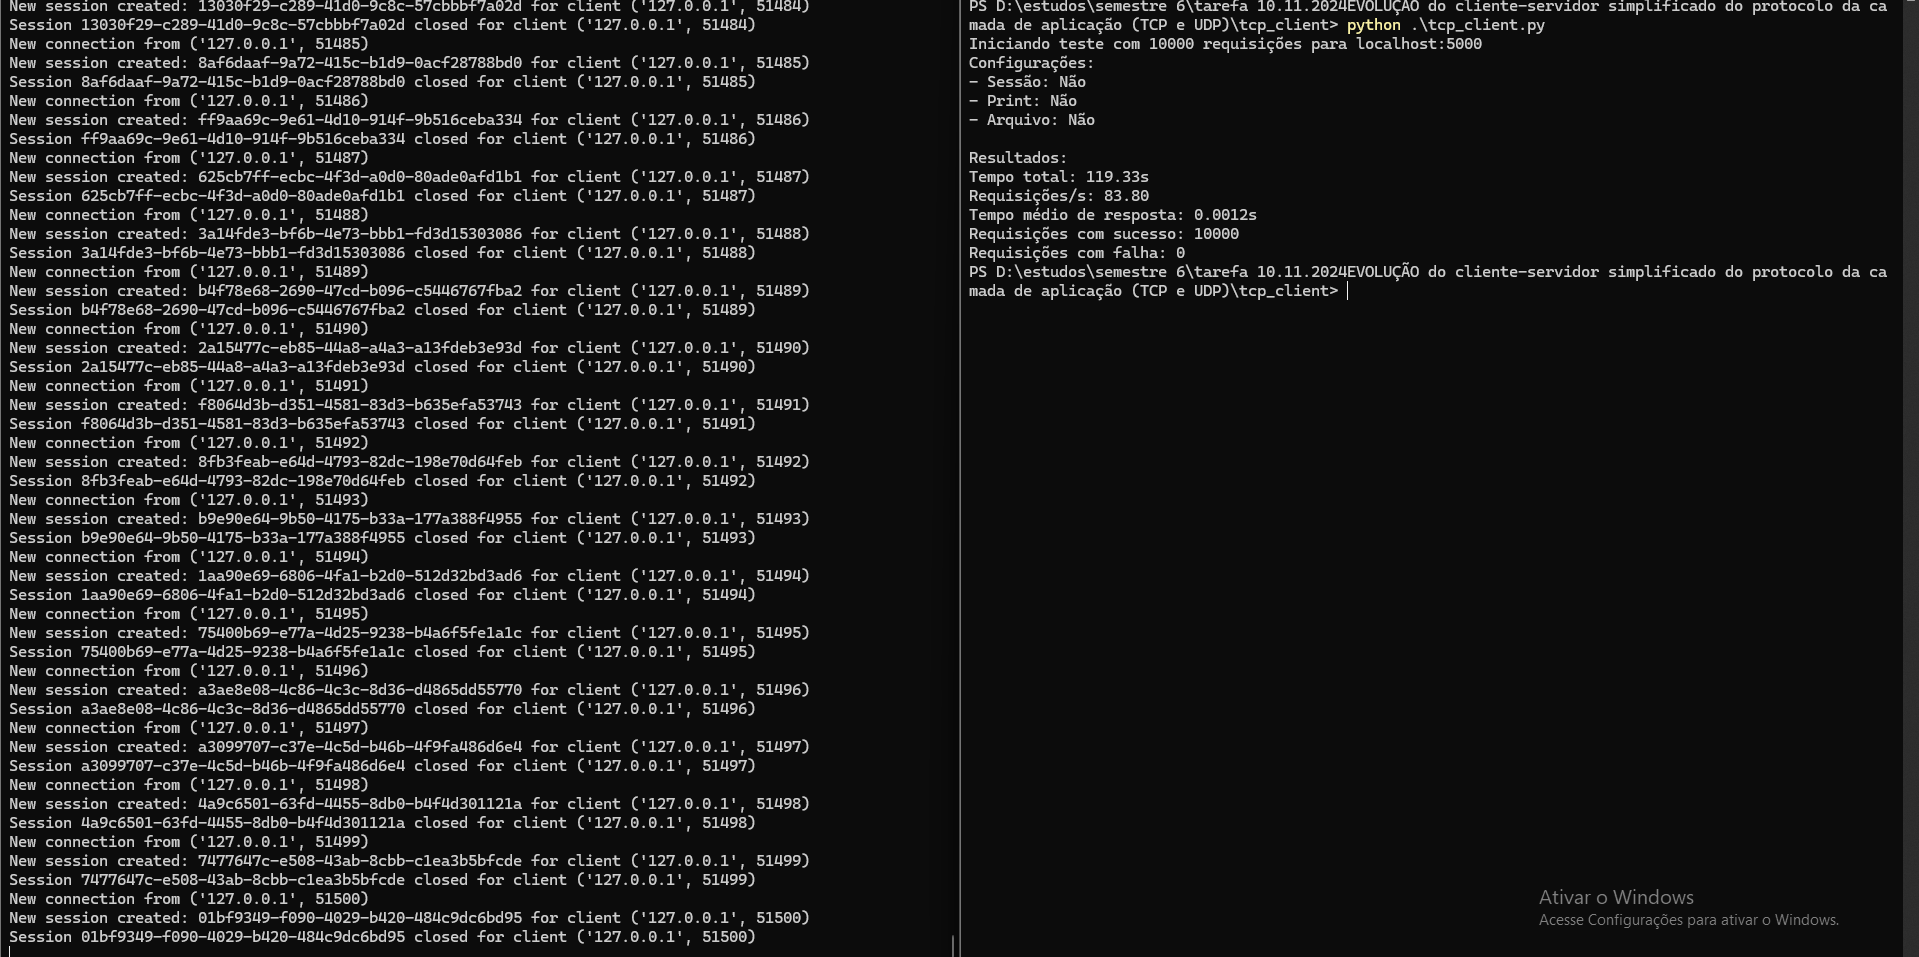 New session created: 13030f29-c289-41d0-9c8c-57cbbbf7a02d for client ('127.0.0.1', 51484)
Session 13030f29-c289-41d0-9c8c-57cbbbf7a02d closed for client ('127.0.0.1', 51484)
New connection from ('127.0.0.1', 51485)
New session created: 8af6daaf-9a72-415c-b1d9-0acf28788bd0 for client ('127.0.0.1', 51485)
Session 8af6daaf-9a72-415c-b1d9-0acf28788bd0 closed for client ('127.0.0.1', 51485)
New connection from ('127.0.0.1', 51486)
New session created: ff9aa69c-9e61-4d10-914f-9b516ceba334 for client ('127.0.0.1', 51486)
Session ff9aa69c-9e61-4d10-914f-9b516ceba334 closed for client ('127.0.0.1', 51486)
New connection from ('127.0.0.1', 51487)
New session created: 625cb7ff-ecbc-4f3d-a0d0-80ade0afd1b1 for client ('127.0.0.1', 51487)
Session 625cb7ff-ecbc-4f3d-a0d0-80ade0afd1b1 closed for client ('127.0.0.1', 51487)
New connection from ('127.0.0.1', 51488)
New session created: 3a14fde3-bf6b-4e73-bbb1-fd3d15303086 for client ('127.0.0.1', 51488)
Session 3a14fde3-bf6b-4e73-bbb1-fd3d15303086 closed for client ('127.0.0.1', 51488)
New connection from ('127.0.0.1', 51489)
New session created: b4f78e68-2690-47cd-b096-c5446767fba2 for client ('127.0.0.1', 51489)
Session b4f78e68-2690-47cd-b096-c5446767fba2 closed for client ('127.0.0.1', 51489)
New connection from ('127.0.0.1', 51490)
New session created: 2a15477c-eb85-44a8-a4a3-a13fdeb3e93d for client ('127.0.0.1', 51490)
Session 2a15477c-eb85-44a8-a4a3-a13fdeb3e93d closed for client ('127.0.0.1', 51490)
New connection from ('127.0.0.1', 51491)
New session created: f8064d3b-d351-4581-83d3-b635efa53743 for client ('127.0.0.1', 51491)
Session f8064d3b-d351-4581-83d3-b635efa53743 closed for client ('127.0.0.1', 51491)
New connection from ('127.0.0.1', 51492)
New session created: 8fb3feab-e64d-4793-82dc-198e70d64feb for client ('127.0.0.1', 51492)
Session 8fb3feab-e64d-4793-82dc-198e70d64feb closed for client ('127.0.0.1', 51492)
New connection from ('127.0.0.1', 51493)
New session created: b9e90e64-9b50-4175-b33a-177a388f4955 for client ('127.0.0.1', 51493)
Session b9e90e64-9b50-4175-b33a-177a388f4955 closed for client ('127.0.0.1', 51493)
New connection from ('127.0.0.1', 51494)
New session created: 1aa90e69-6806-4fa1-b2d0-512d32bd3ad6 for client ('127.0.0.1', 51494)
Session 1aa90e69-6806-4fa1-b2d0-512d32bd3ad6 closed for client ('127.0.0.1', 51494)
New connection from ('127.0.0.1', 51495)
New session created: 75400b69-e77a-4d25-9238-b4a6f5fe1a1c for client ('127.0.0.1', 51495)
Session 75400b69-e77a-4d25-9238-b4a6f5fe1a1c closed for client ('127.0.0.1', 51495)
New connection from ('127.0.0.1', 51496)
New session created: a3ae8e08-4c86-4c3c-8d36-d4865dd55770 for client ('127.0.0.1', 51496)
Session a3ae8e08-4c86-4c3c-8d36-d4865dd55770 closed for client ('127.0.0.1', 51496)
New connection from ('127.0.0.1', 51497)
New session created: a3099707-c37e-4c5d-b46b-4f9fa486d6e4 for client ('127.0.0.1', 51497)
Session a3099707-c37e-4c5d-b46b-4f9fa486d6e4 closed for client ('127.0.0.1', 51497)
New connection from ('127.0.0.1', 51498)
New session created: 4a9c6501-63fd-4455-8db0-b4f4d301121a for client ('127.0.0.1', 51498)
Session 4a9c6501-63fd-4455-8db0-b4f4d301121a closed for client ('127.0.0.1', 51498)
New connection from ('127.0.0.1', 51499)
New session created: 7477647c-e508-43ab-8cbb-c1ea3b5bfcde for client ('127.0.0.1', 51499)
Session 7477647c-e508-43ab-8cbb-c1ea3b5bfcde closed for client ('127.0.0.1', 51499)
New connection from ('127.0.0.1', 51500)
New session created: 01bf9349-f090-4029-b420-484c9dc6bd95 for client ('127.0.0.1', 51500)
Session 01bf9349-f090-4029-b420-484c9dc6bd95 closed for client ('127.0.0.1', 51500)
PS D:\estudos\semestre 6\tarefa 10.11.2024EVOLUÇÃO do cliente-servidor simplificado do protocolo da ca
mada de aplicação (TCP e UDP)\tcp_client> python .\tcp_client.py
Iniciando teste com 10000 requisições para localhost:5000
Configurações:
- Sessão: Não
- Print: Não
- Arquivo: Não
Resultados:
Tempo total: 119.33s
Requisições/s: 83.80
Tempo médio de resposta: 0.0012s
Requisições com sucesso: 10000
Requisições com falha: 0
PS D:\estudos\semestre 6\tarefa 10.11.2024EVOLUÇÃO do cliente-servidor simplificado do protocolo da ca
mada de aplicação (TCP e UDP)\tcp_client>
Ativar o Windows
Acesse Configurações para ativar o Windows.